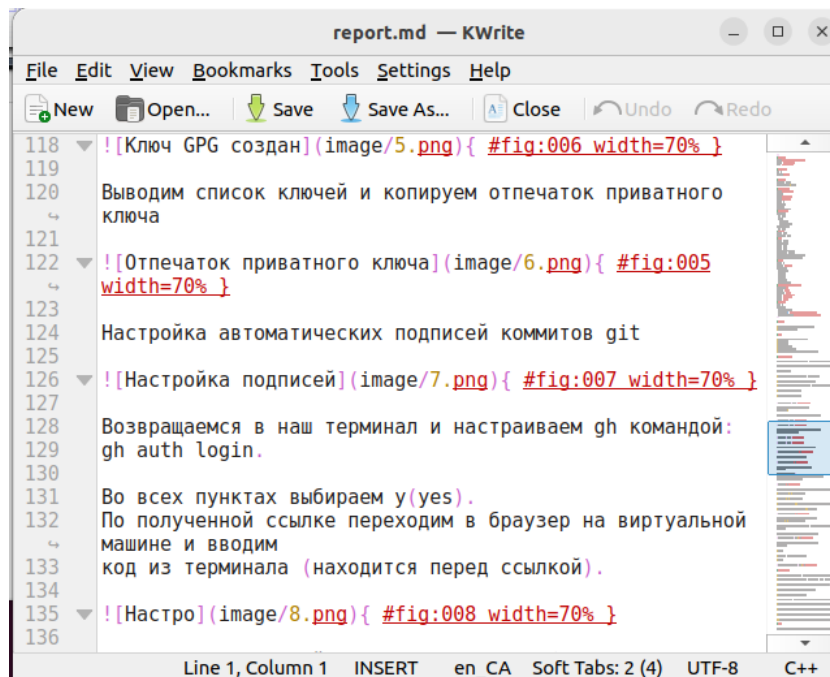 report.md — KWrite
File Edit View Bookmarks Tools Settings Help
New Open... Save Save As... Close Undo Redo
118 ![Ключ GPG создан](image/5.png){ #fig:006 width=70% }
119
120 Выводим список ключей и копируем отпечаток приватного
ключа
121
122 ![Отпечаток приватного ключа](image/6.png){ #fig:005
width=70% }
123
124 Настройка автоматических подписей коммитов git
125
126 ![Настройка подписей](image/7.png){ #fig:007 width=70% }
127
128 Возвращаемся в наш терминал и настраиваем gh командой:
129 gh auth login.
130
131 Во всех пунктах выбираем y(yes).
132 По полученной ссылке переходим в браузер на виртуальной
машине и вводим
133 код из терминала (находится перед ссылкой).
134
135 ![Настро](image/8.png){ #fig:008 width=70% }
136
Line 1, Column 1 INSERT en_CA Soft Tabs: 2 (4) UTF-8 C++